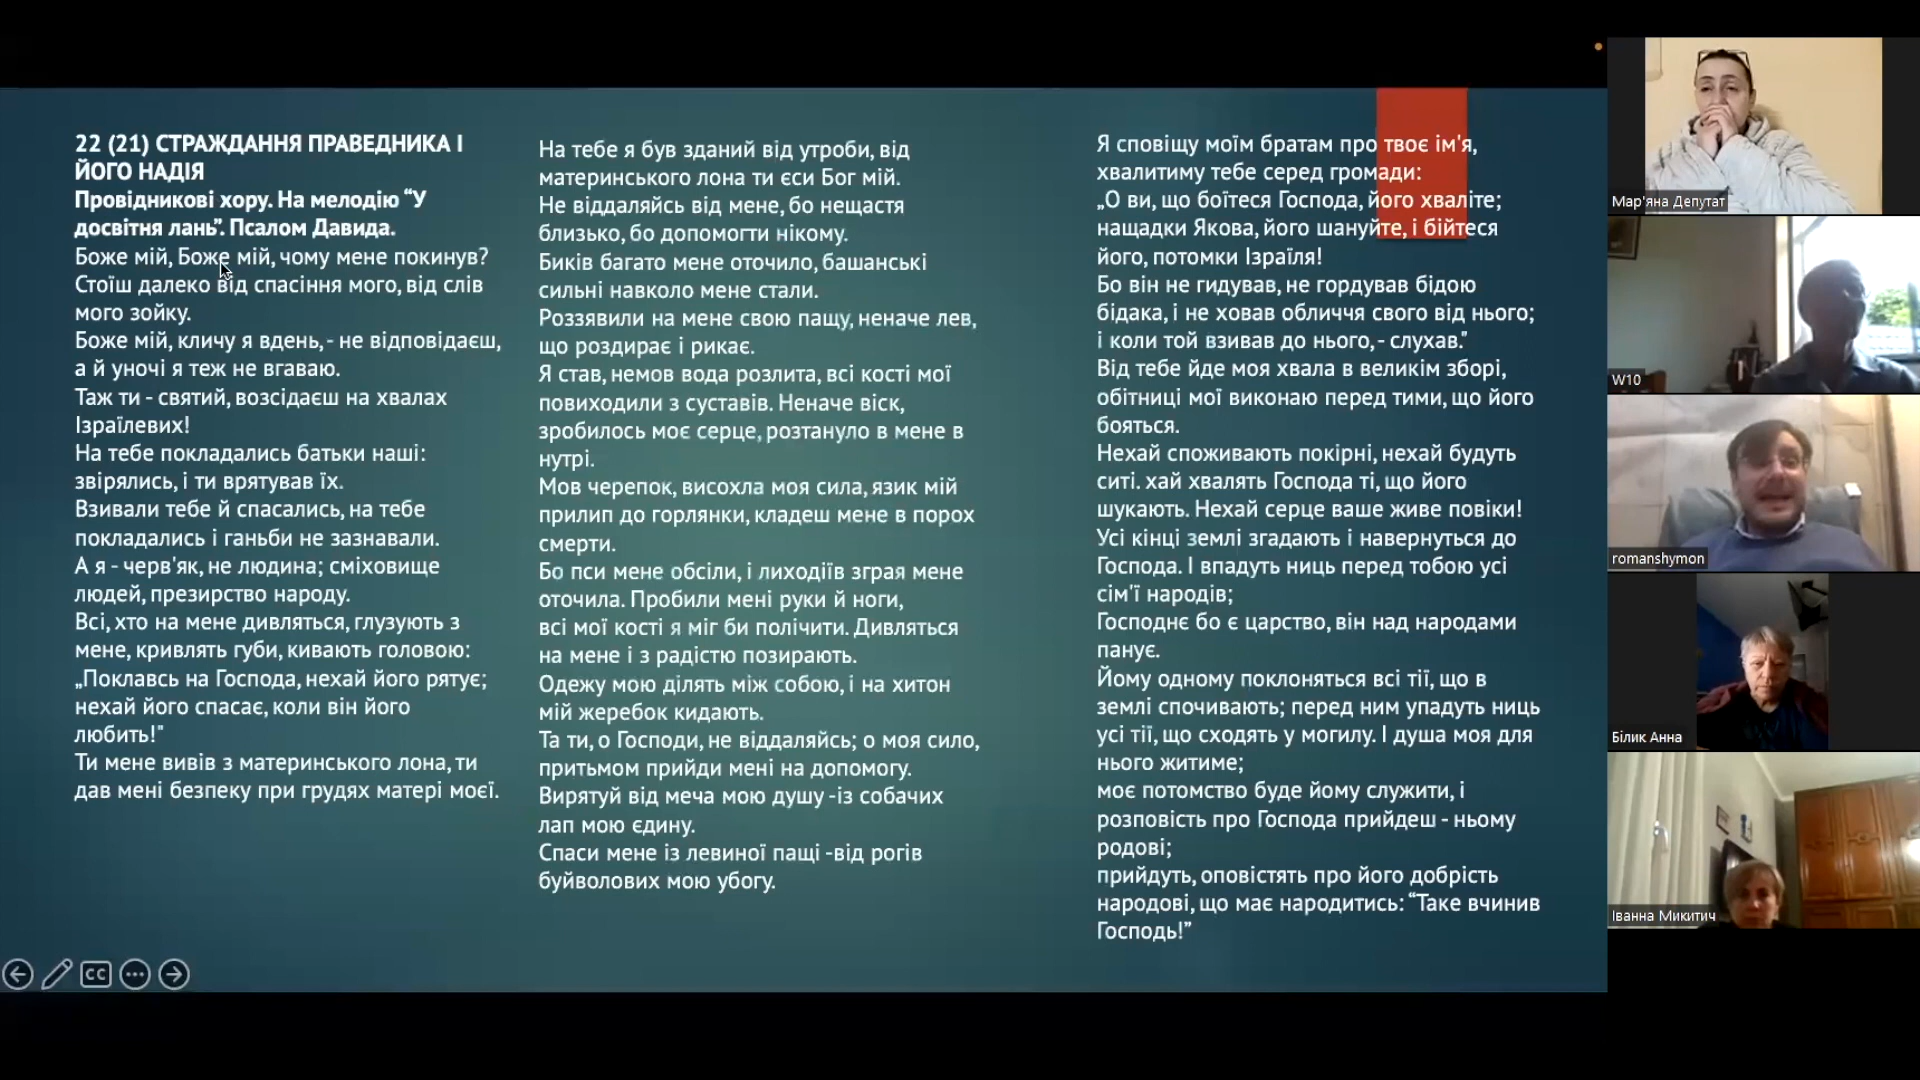 22 (21) СТРАЖДАННЯ ПРАВЕДНИКА І
ЙОГО НАДІЯ
Провідникові хору. На мелодію “У
досвітня лань”. Псалом Давида.
Боже мій, Боже мій, чому мене покинув?
Стоїш далеко від спасіння мого, від слів
мого зойку.
Боже мій, кличу я вдень, - не відповідаєш,
а й уночі я теж не вгаваю.
Таж ти - святий, возсідаєш на хвалах
Ізраїлевих!
На тебе покладались батьки наші:
звірялись, і ти врятував їх.
Взивали тебе й спасались, на тебе
покладались і ганьби не зазнавали.
А я - черв'як, не людина; сміховище
людей, презирство народу.
Всі, хто на мене дивляться, глузують з
мене, кривлять губи, кивають головою:
„Поклавсь на Господа, нехай його рятує;
нехай його спасає, коли він його
любить!"
Ти мене вивів з материнського лона, ти
дав мені безпеку при грудях матері моєї.
На тебе я був зданий від утроби, від
материнського лона ти єси Бог мій.
Не віддаляйсь від мене, бо нещастя
близько, бо допомогти нікому.
Биків багато мене оточило, башанські
сильні навколо мене стали.
Роззявили на мене свою пащу, неначе лев,
що роздирає і рикає.
Я став, немов вода розлита, всі кості мої
повиходили з суставів. Неначе віск,
зробилось моє серце, розтануло в мене в
нутрі.
Мов черепок, висохла моя сила, язик мій
прилип до горлянки, кладеш мене в порох
смерти.
Бо пси мене обсіли, і лиходіїв зграя мене
оточила. Пробили мені руки й ноги,
всі мої кості я міг би полічити. Дивляться
на мене і з радістю позирають.
Одежу мою ділять між собою, і на хитон
мій жеребок кидають.
Та ти, о Господи, не віддаляйсь; о моя сило,
притьмом прийди мені на допомогу.
Вирятуй від меча мою душу -із собачих
лап мою єдину.
Спаси мене із левиної пащі -від рогів
буйволових мою убогу.
Я сповіщу моїм братам про твоє ім'я,
хвалитиму тебе серед громади:
„О ви, що боїтеся Господа, його хваліте;
нащадки Якова, його шануйте, і бійтеся
його, потомки Ізраїля!
Бо він не гидував, не гордував бідою
бідака, і не ховав обличчя свого від нього;
і коли той взивав до нього, - слухав."
Від тебе йде моя хвала в великім зборі,
обітниці мої виконаю перед тими, що його
бояться.
Нехай споживають покірні, нехай будуть
ситі. хай хвалять Господа ті, що його
шукають. Нехай серце ваше живе повіки!
Усі кінці землі згадають і навернуться до
Господа. І впадуть ниць перед тобою усі
сім'ї народів;
Господнє бо є царство, він над народами
панує.
Йому одному поклоняться всі тії, що в
землі спочивають; перед ним упадуть ниць
усі тії, що сходять у могилу. І душа моя для
нього житиме;
моє потомство буде йому служити, і
розповість про Господа прийдеш - ньому
родові;
прийдуть, оповістять про його добрість
народові, що має народитись: “Таке вчинив
Господь!”
CC
Мар'яна Депутат
W10
romanshymon
Білик Анна
Іванна Микитич